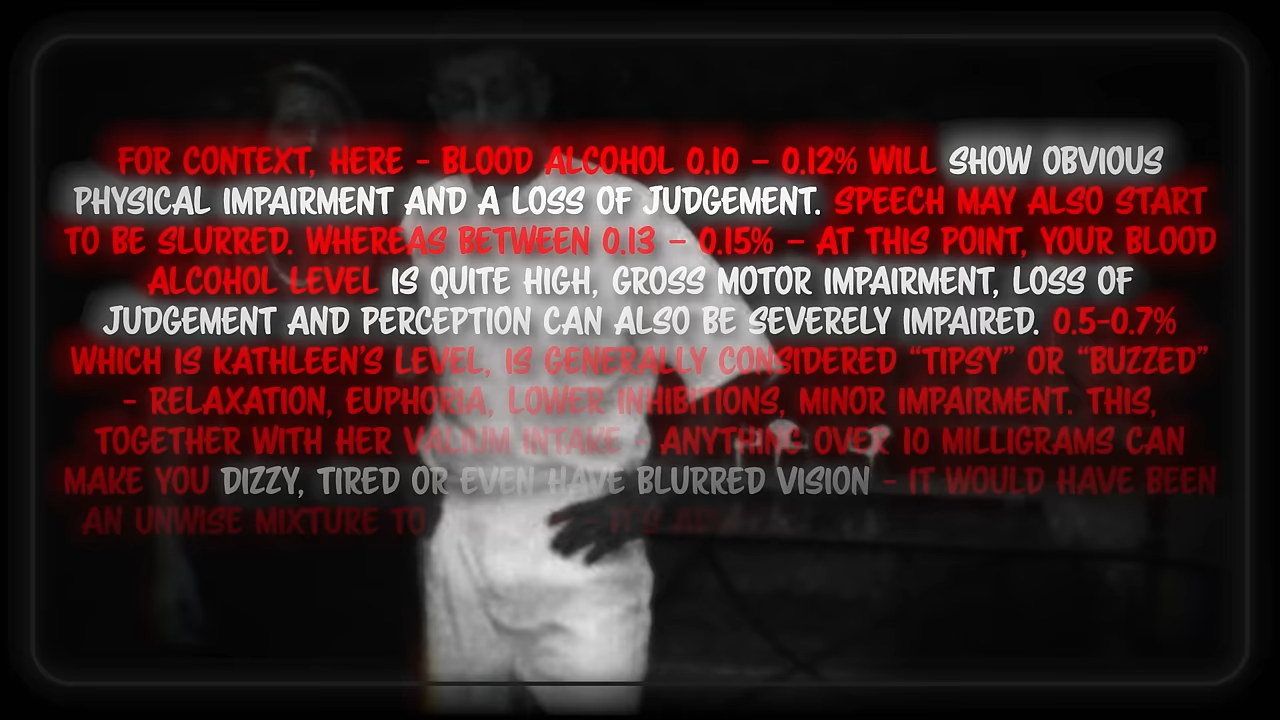 FOR CONTEXT, HERE - BLOOD ALCOHOL 0.10 – 0.12% WILL SHOW OBVIOUS
PHYSICAL IMPAIRMENT AND A LOSS OF JUDGEMENT. SPEECH MAY ALSO START
TO BE SLURRED. WHEREAS BETWEEN 0.13 – 0.15% – AT THIS POINT, YOUR BLOOD
ALCOHOL LEVEL IS QUITE HIGH, GROSS MOTOR IMPAIRMENT, LOSS OF
JUDGEMENT AND PERCEPTION CAN ALSO BE SEVERELY IMPAIRED. 0.5-0.7%
WHICH IS KATHLEEN'S LEVEL, IS GENERALLY CONSIDERED “TIPSY” OR “BUZZED”
- RELAXATION, EUPHORIA, LOWER INHIBITIONS, MINOR IMPAIRMENT. THIS,
TOGETHER WITH HER VALIUM INTAKE - ANYTHING OVER 10 MILLIGRAMS CAN
MAKE YOU DIZZY, TIRED OR EVEN HAVE BLURRED VISION - IT WOULD HAVE BEEN
AN UNWISE MIXTURE TO - IT'S